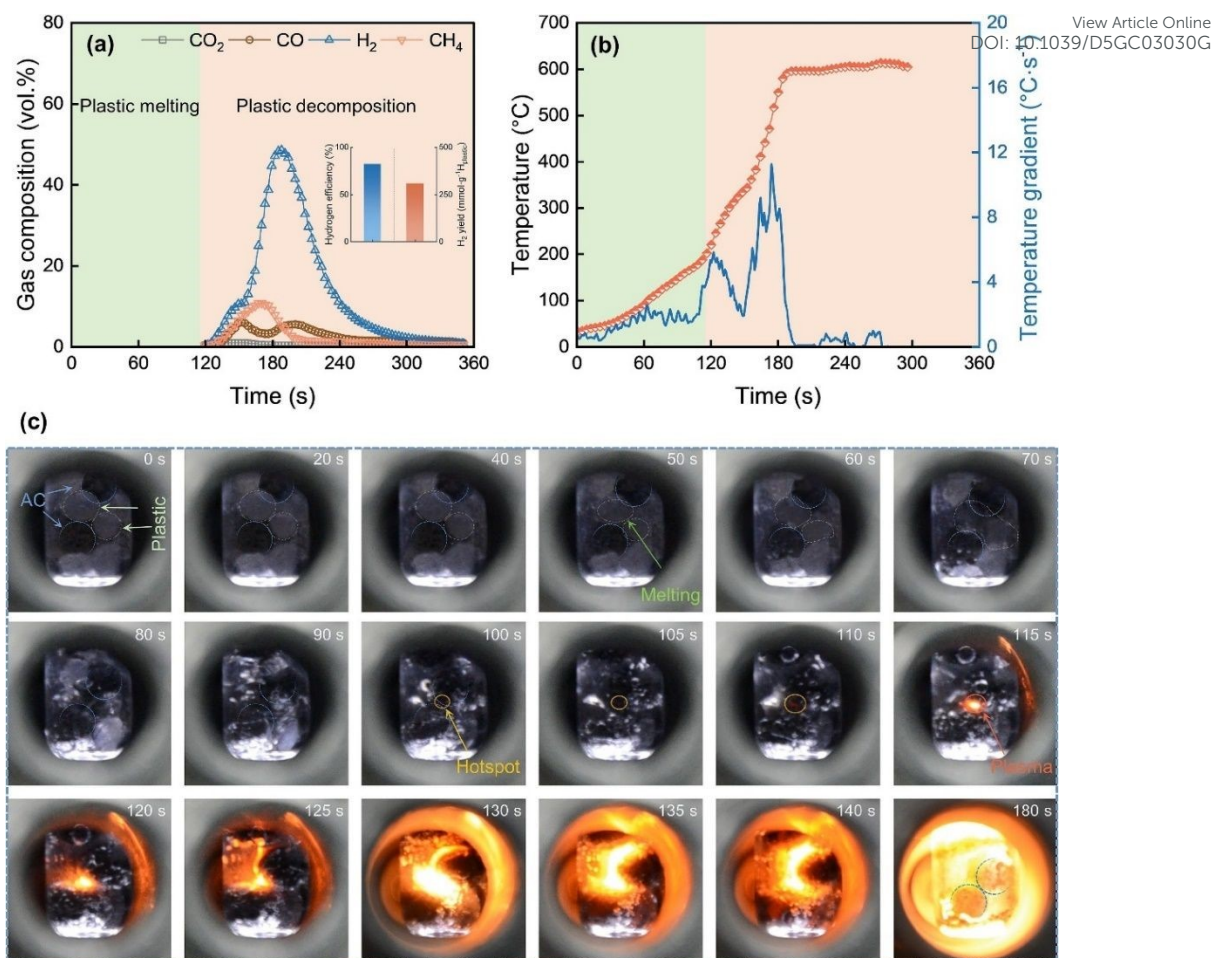 View Article Online
DOI: 10.1039/D5GC03030G
(a)
CO2 CO H2 CH4
Plastic melting Plastic decomposition
Gas composition (vol.%)
80
60
40
20
0
0 60 120 180 240 300 360
Time (s)
Hydrogen efficiency (%)
100
50
0
H2 yield (mmol·g-1Hplastic)
500
250
0
(b)
Temperature (°C)
700
600
500
400
300
200
100
0
0 60 120 180 240 300 360
Time (s)
Temperature gradient (°C·s-1)
20
16
12
8
4
0
(c)
0 s 20 s 40 s 50 s 60 s 70 s
AC
Plastic
Melting
80 s 90 s 100 s 105 s 110 s 115 s
Hotspot Plasma
120 s 125 s 130 s 135 s 140 s 180 s